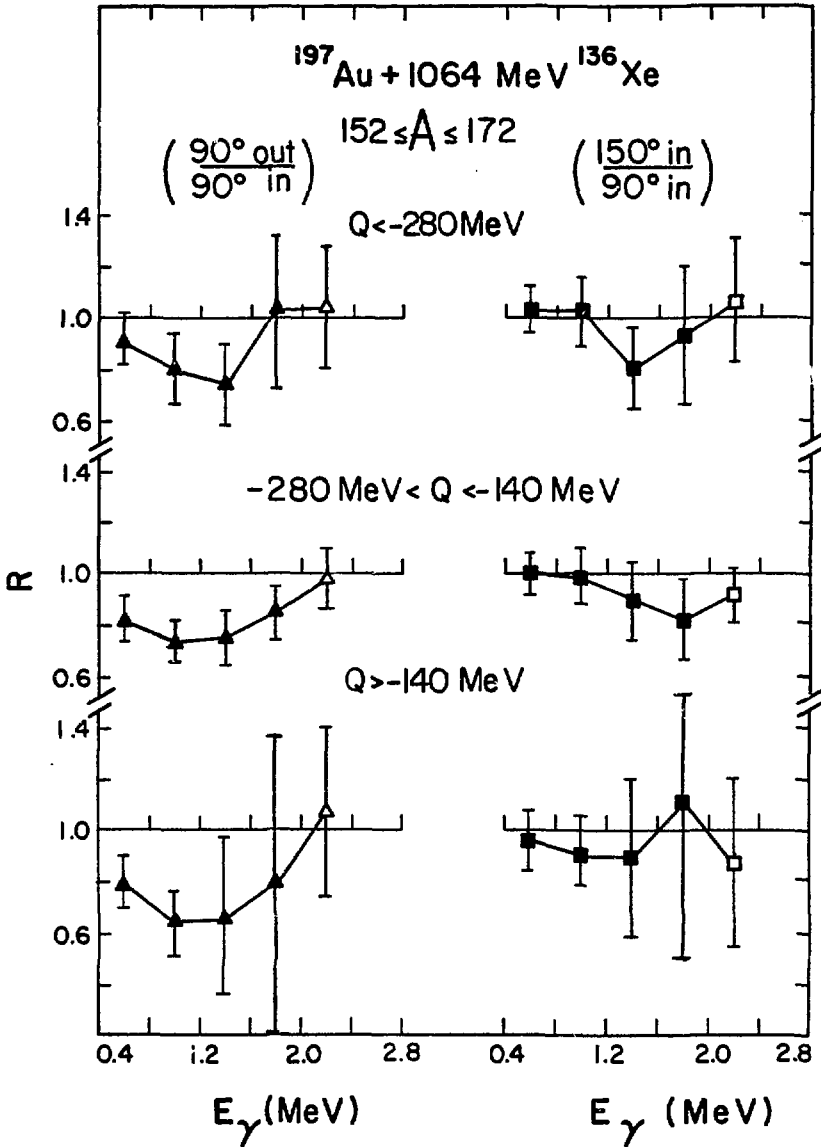 ¹⁹⁷Au + 1064 MeV ¹³⁶Xe
152 ≤ A ≤ 172
(90° out / 90° in)
(150° in / 90° in)
Q<-280MeV
1.4
1.0
0.6
-280 MeV < Q <-140 MeV
1.4
1.0
0.6
R
Q>-140 MeV
1.4
1.0
0.6
0.4 1.2 2.0 2.8 0.4 1.2 2.0 2.8
Eγ(MeV)
Eγ (MeV)